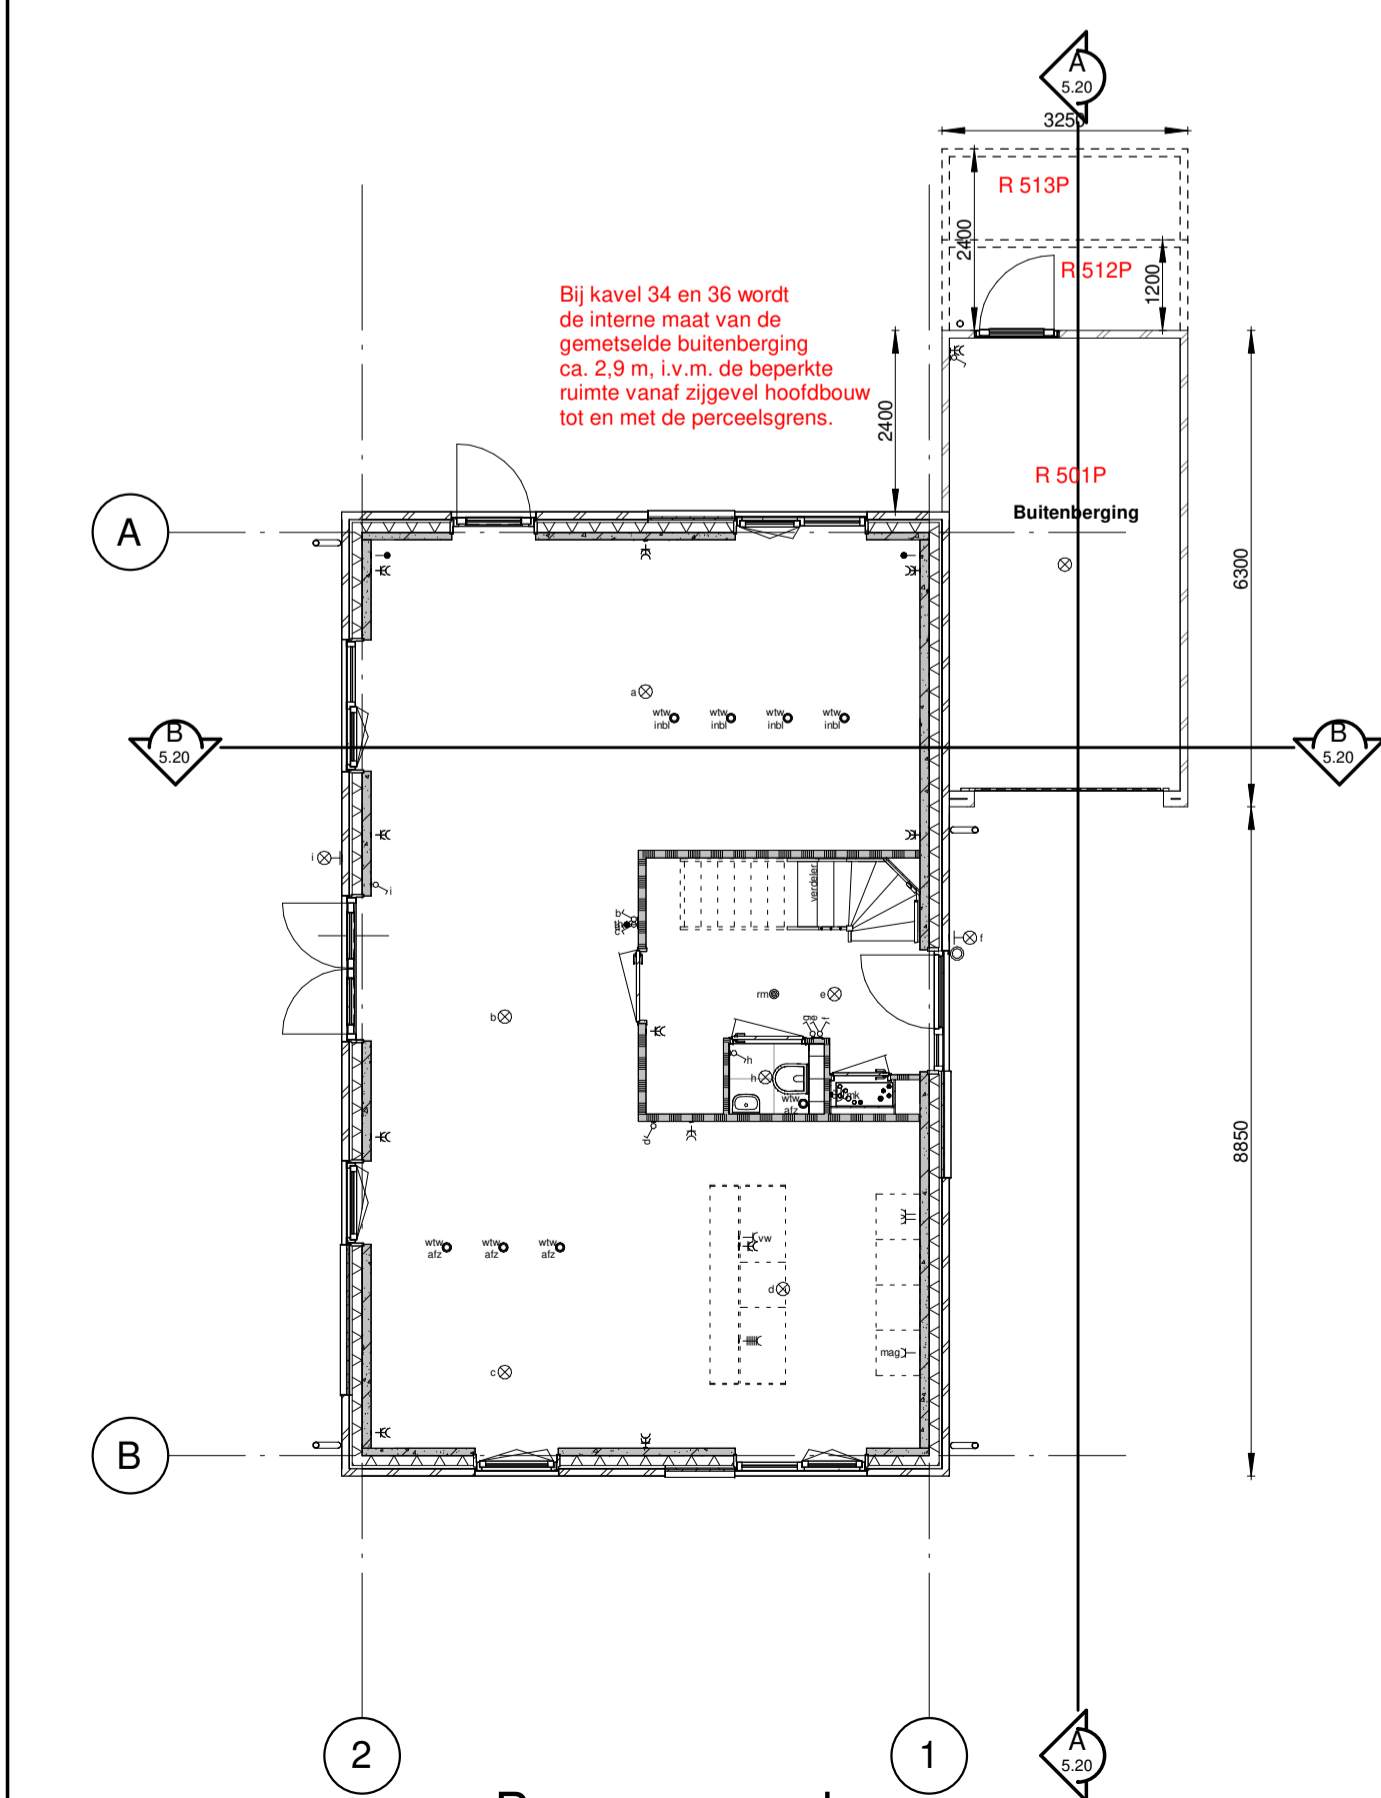 A
5.20
3250
R 513P
2400
R 512P
1200
Bij kavel 34 en 36 wordt
de interne maat van de
gemetselde buitenberging
ca. 2,9 m, i.v.m. de beperkte
ruimte vanaf zijgevel hoofdbouw
tot en met de perceelsgrens.
2400
R 501P
Buitenberging
A
6300
a
wtw
inbl
wtw
inbl
wtw
inbl
wtw
inbl
B
5.20
B
5.20
i
i
verdeler
b
c
f
rm
e
b
h
h
wtw
afz
d
8850
wtw
afz
wtw
afz
wtw
afz
vw
d
mag
c
B
2
1
A
5.20